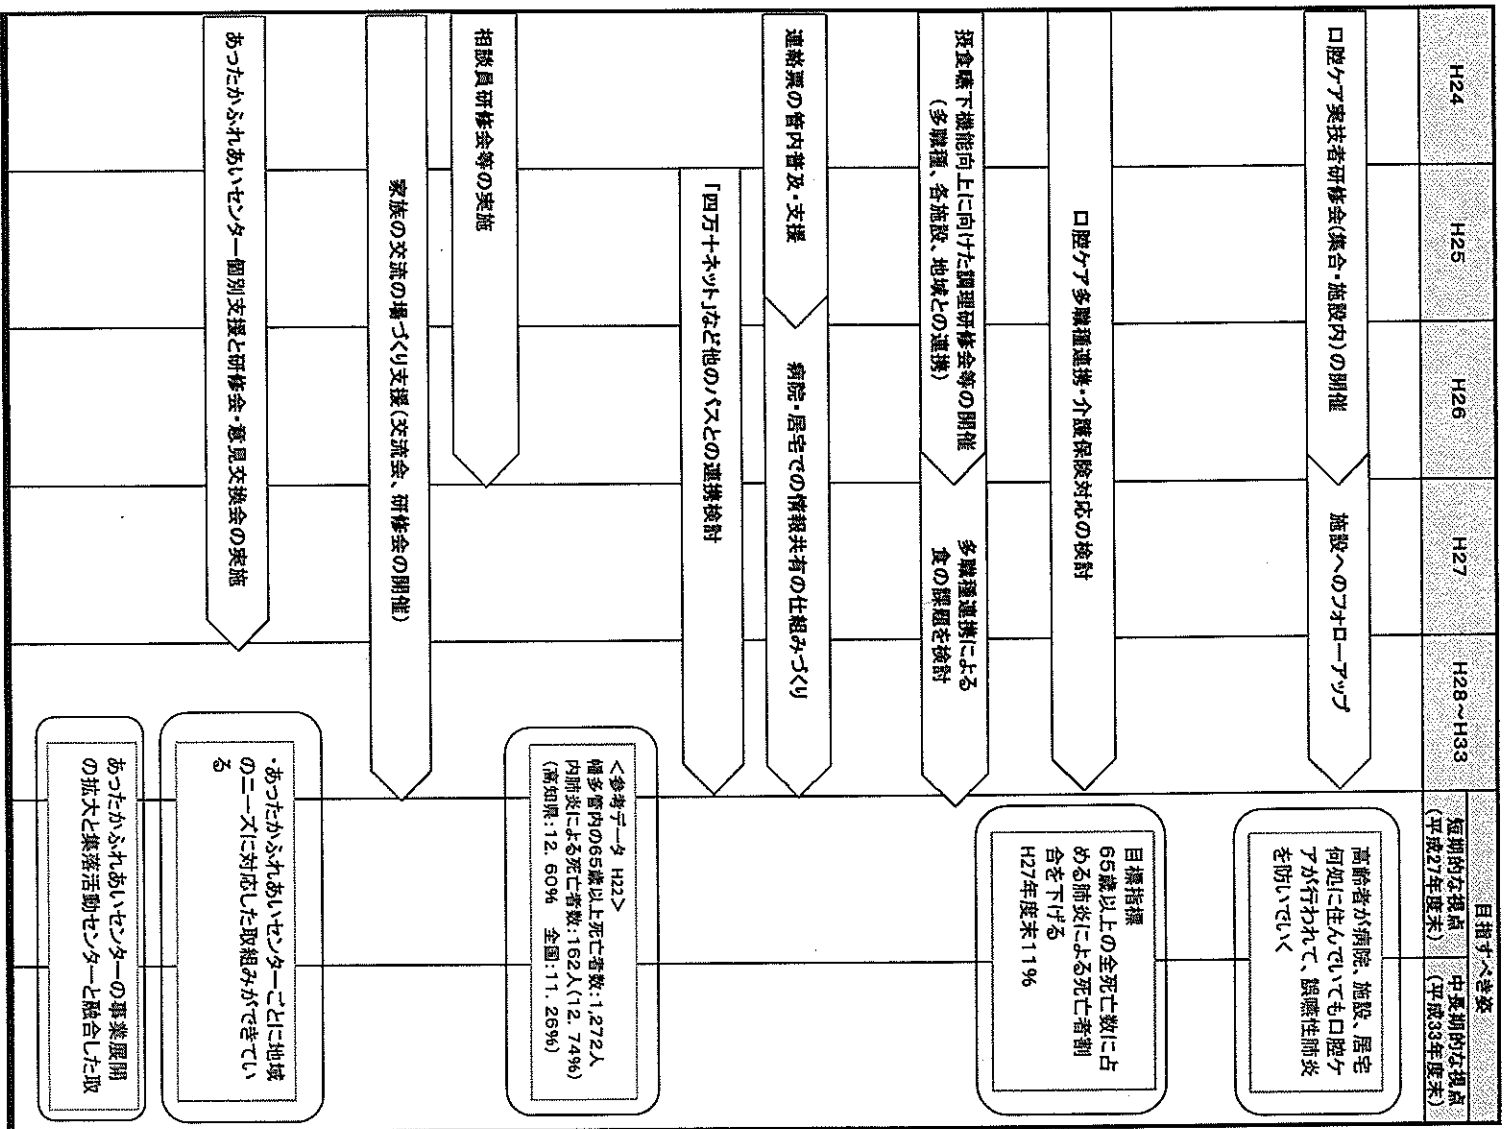 H24
H25
H26
H27
H28～H33
目指すべき姿
短期的な視点
(平成27年度末)
中長期的な視点
(平成33年度末)
口腔ケア実技者研修会(集合・施設内)の開催
施設へのフォローアップ
高齢者が病院、施設、居宅
何処に住んでいても口腔ケ
アが行われて、誤嚥性肺炎
を防いでいく
口腔ケア多職種連携・介護保険対応の検討
目標指標
65歳以上の全死亡数に占
める肺炎による死亡者割
合を下げる
H27年度末11％
摂食嚥下機能向上に向けた調理研修会等の開催
(多職種、各施設、地域との連携)
多職種連携による
食の課題を検討
連絡票の管内普及・支援
病院・居宅での情報共有の仕組みづくり
「四万十ネット」など他のパスとの連携検討
＜参考データ H22＞
幡多管内の65歳以上死亡者数:1,272人
内肺炎による死亡者数:162人(12．74％)
(高知県:12．60％ 全国:11．26％)
相談員研修会等の実施
家族の交流の場づくり支援(交流会、研修会の開催)
あったかふれあいセンター個別支援と研修会・意見交換会の実施
・あったかふれあいセンターごとに地域
のニーズに対応した取組みができてい
る
あったかふれあいセンターの事業展開
の拡大と集落活動センターと融合した取